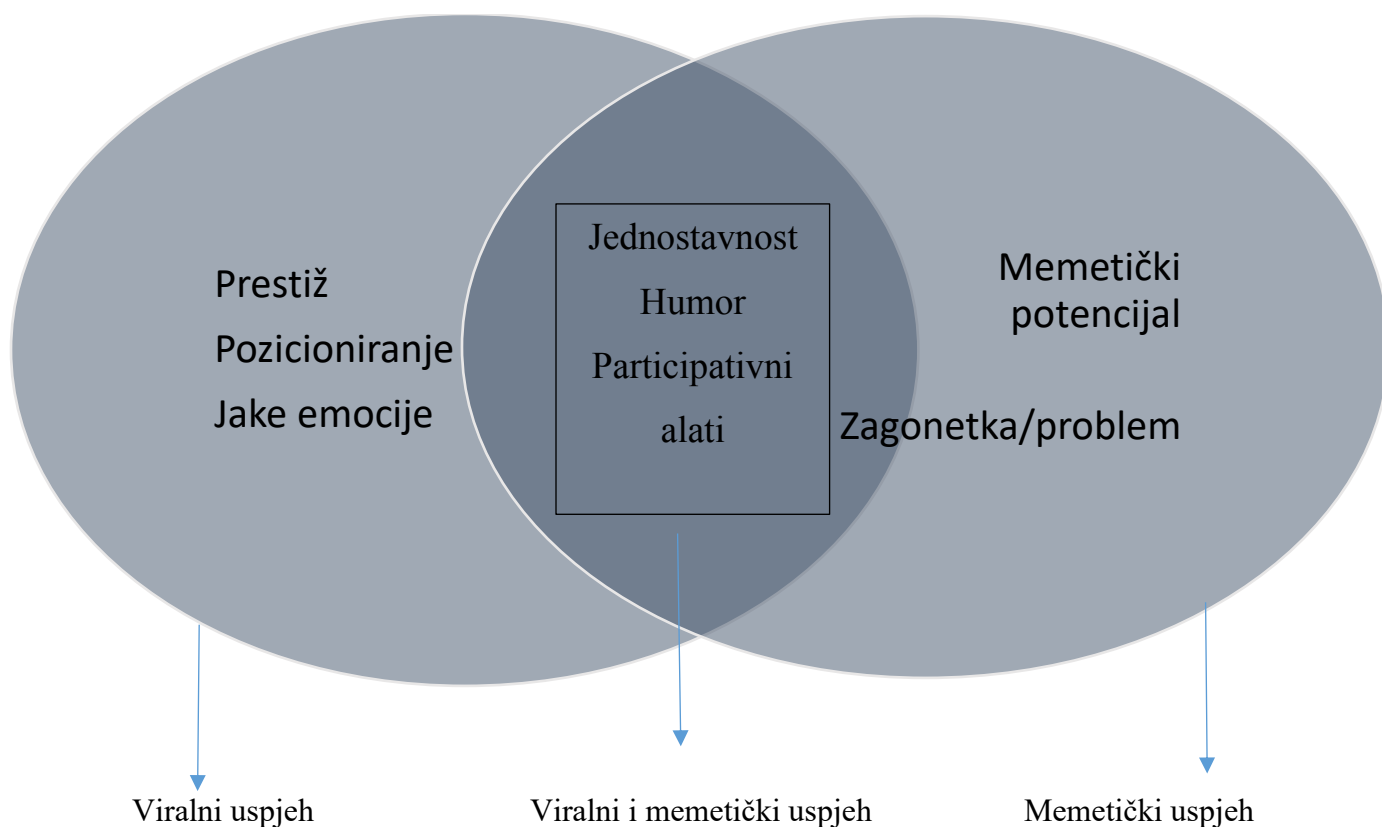 Prestiž
Pozicioniranje
Jake emocije
Jednostavnost
Humor
Participativni
alati
Memetički
potencijal
Zagonetka/problem
Viralni uspjeh
Viralni i memetički uspjeh
Memetički uspjeh